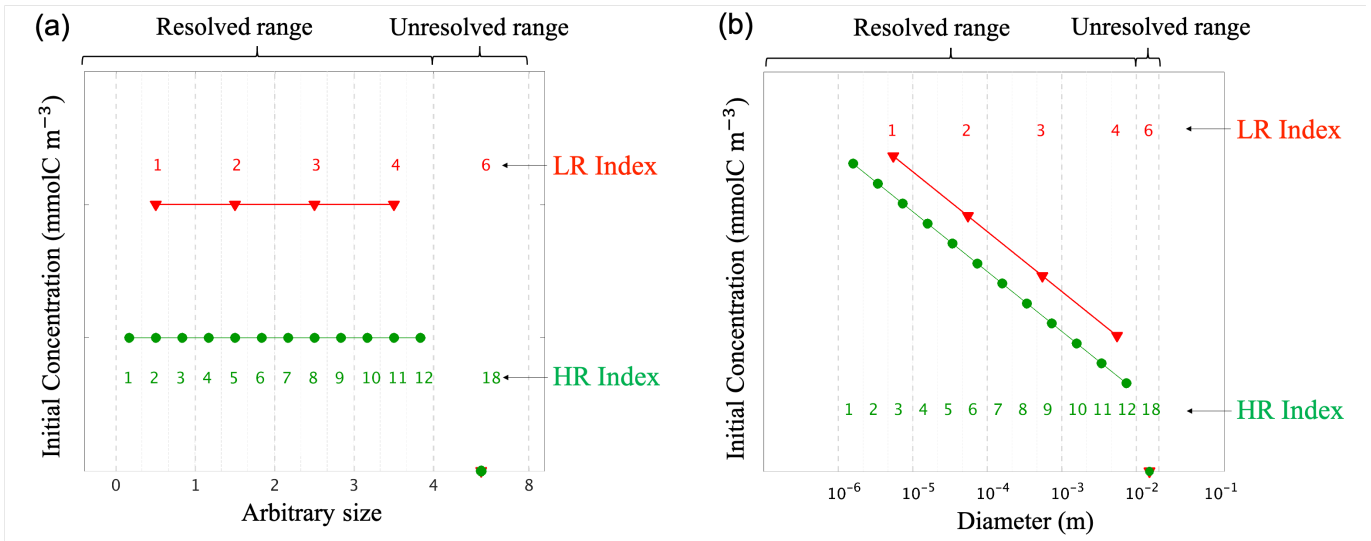 (a)
Resolved range
Unresolved range
Initial Concentration (mmolC m⁻³)
1 2 3 4 6
LR Index
1 2 3 4 5 6 7 8 9 10 11 12 18
HR Index
0 1 2 3 4 8
Arbitrary size
(b)
Resolved range
Unresolved range
Initial Concentration (mmolC m⁻³)
1 2 3 4 6
LR Index
1 2 3 4 5 6 7 8 9 10 11 12 18
HR Index
10⁻⁶ 10⁻⁵ 10⁻⁴ 10⁻³ 10⁻² 10⁻¹
Diameter (m)